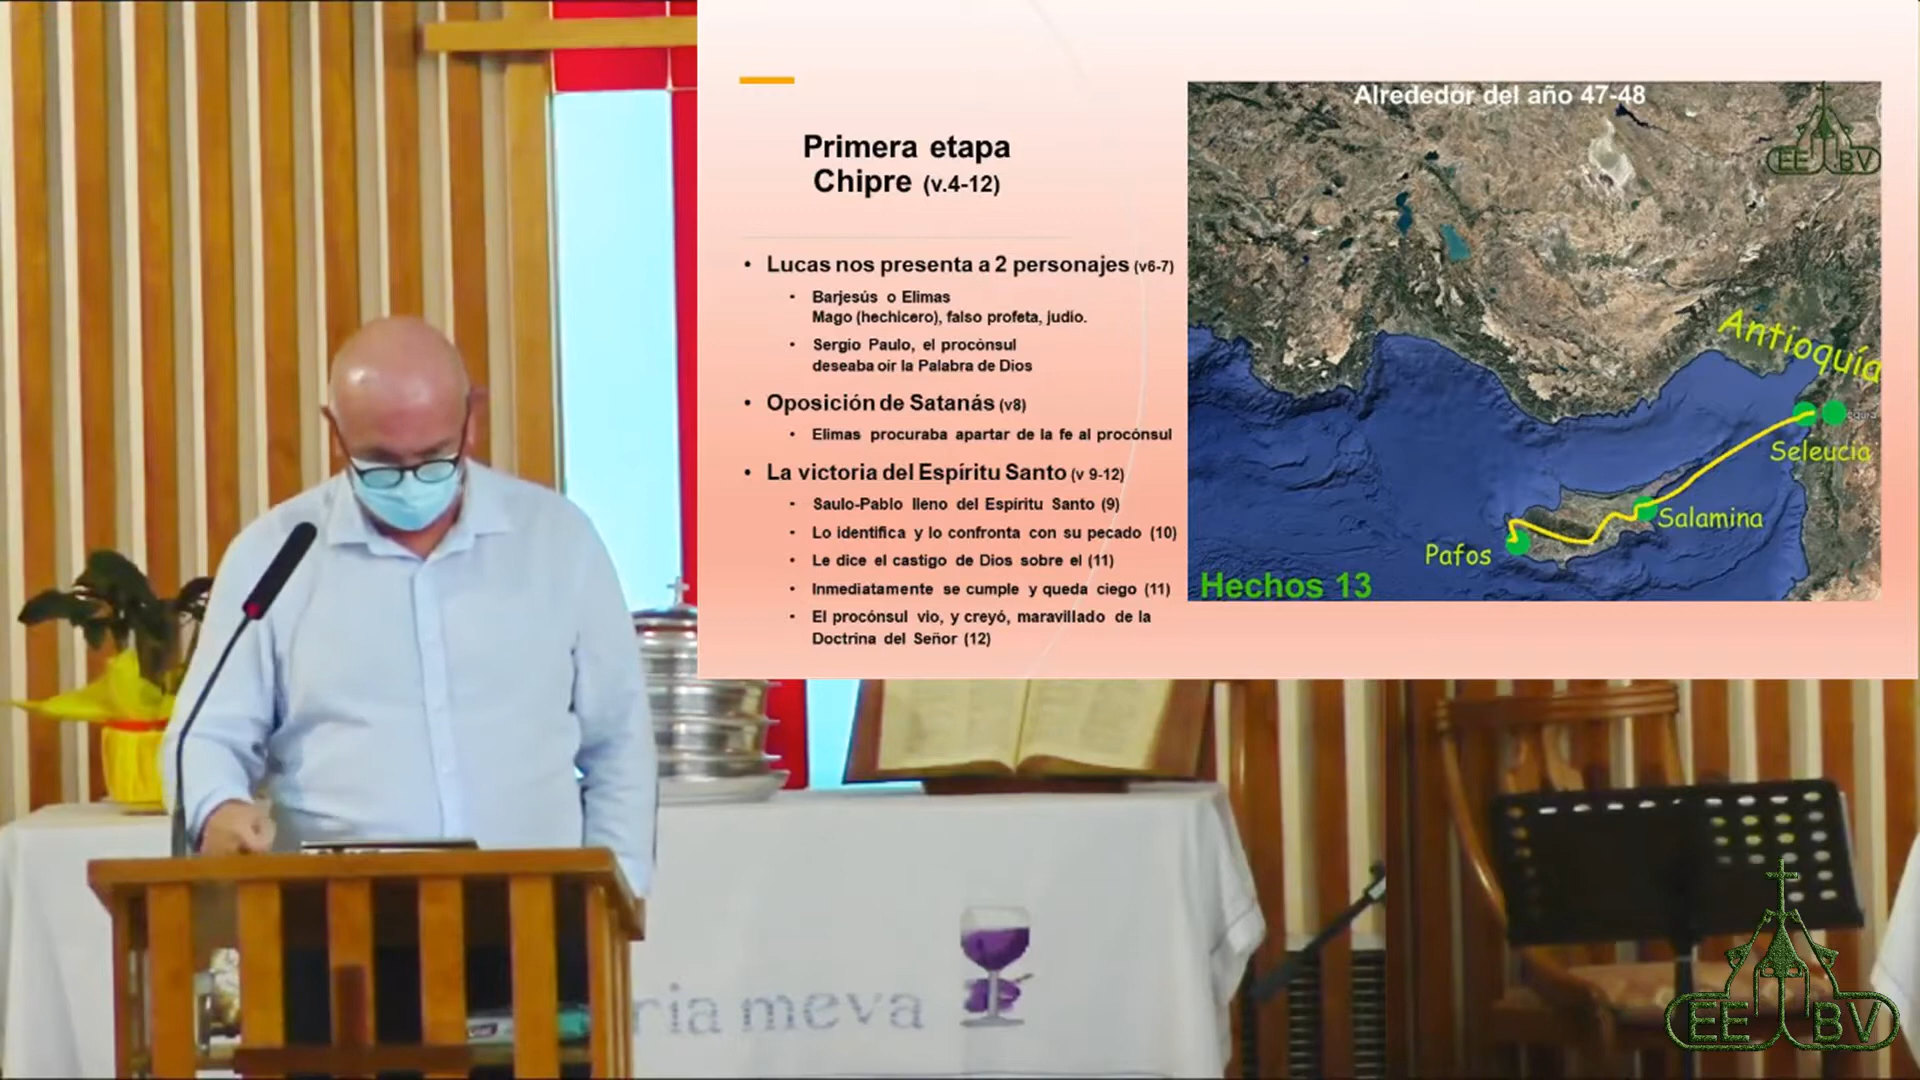 Primera etapa
Chipre (v.4-12)
• Lucas nos presenta a 2 personajes (v6-7)
• Barjesús o Elimas
Mago (hechicero), falso profeta, judío.
• Sergio Paulo, el procónsul
deseaba oír la Palabra de Dios
• Oposición de Satanás (v8)
• Elimas procuraba apartar de la fe al procónsul
• La victoria del Espíritu Santo (v 9-12)
• Saulo-Pablo lleno del Espíritu Santo (9)
• Lo identifica y lo confronta con su pecado (10)
• Le dice el castigo de Dios sobre el (11)
• Inmediatamente se cumple y queda ciego (11)
• El procónsul vio, y creyó, maravillado de la
Doctrina del Señor (12)
Alrededor del año 47-48
EE BV
Antioquía
Seleucia
Salamina
Pafos
Hechos 13
ria meva
EE BV